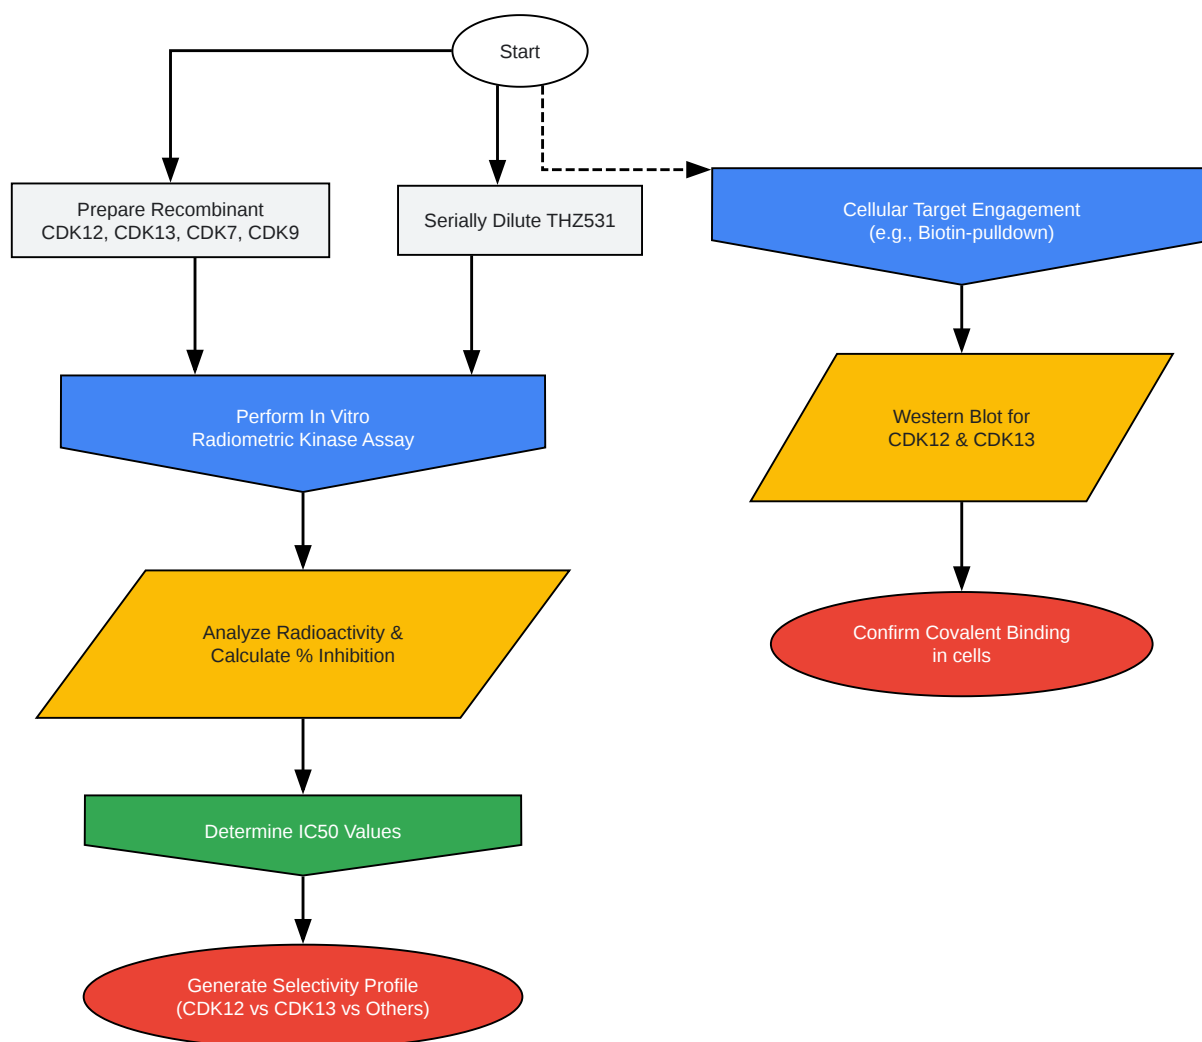 Start
Prepare Recombinant
CDK12, CDK13, CDK7, CDK9
Serially Dilute THZ531
Cellular Target Engagement
(e.g., Biotin-pulldown)
Perform In Vitro
Radiometric Kinase Assay
Western Blot for
CDK12 & CDK13
Analyze Radioactivity &
Calculate % Inhibition
Confirm Covalent Binding
in cells
Determine IC50 Values
Generate Selectivity Profile
(CDK12 vs CDK13 vs Others)